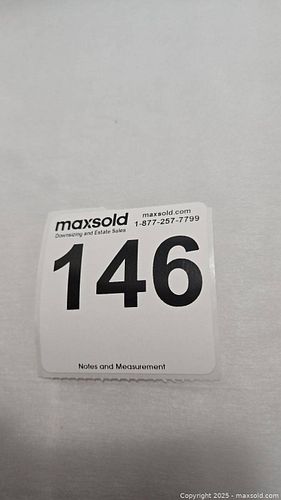 maxsold
Downsizing and Estate Sales
maxsold.com
1-877-257-7799
146
Notes and Measurement
Copyright 2025 - maxsold.com